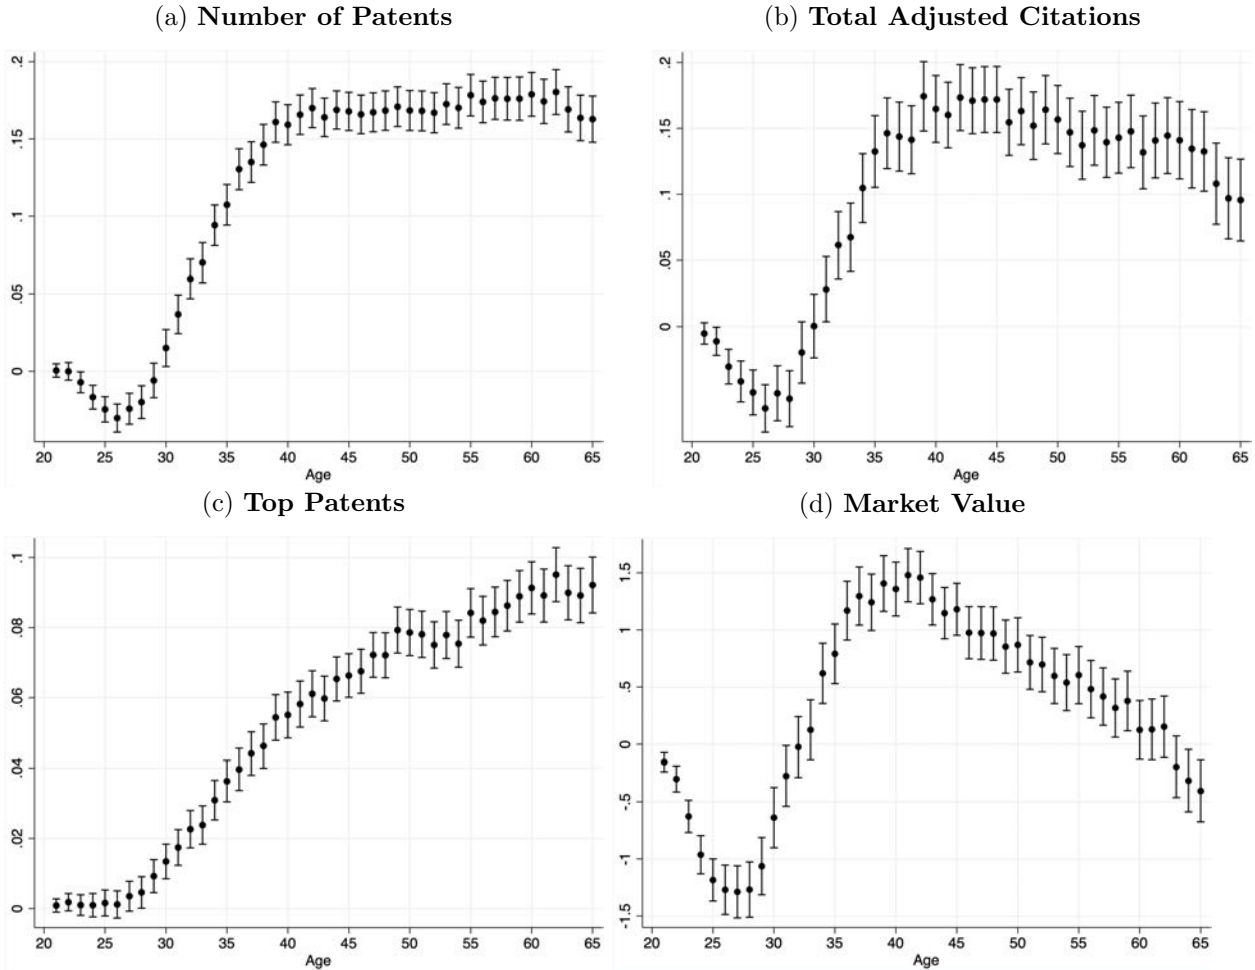 (a) Number of Patents
.2
.15
.1
.05
0
20 25 30 35 40 45 50 55 60 65
Age
(b) Total Adjusted Citations
.2
.15
.1
.05
0
20 25 30 35 40 45 50 55 60 65
Age
(c) Top Patents
.1
.08
.06
.04
.02
0
20 25 30 35 40 45 50 55 60 65
Age
(d) Market Value
1.5
1
.5
0
-.5
-1
-1.5
20 25 30 35 40 45 50 55 60 65
Age